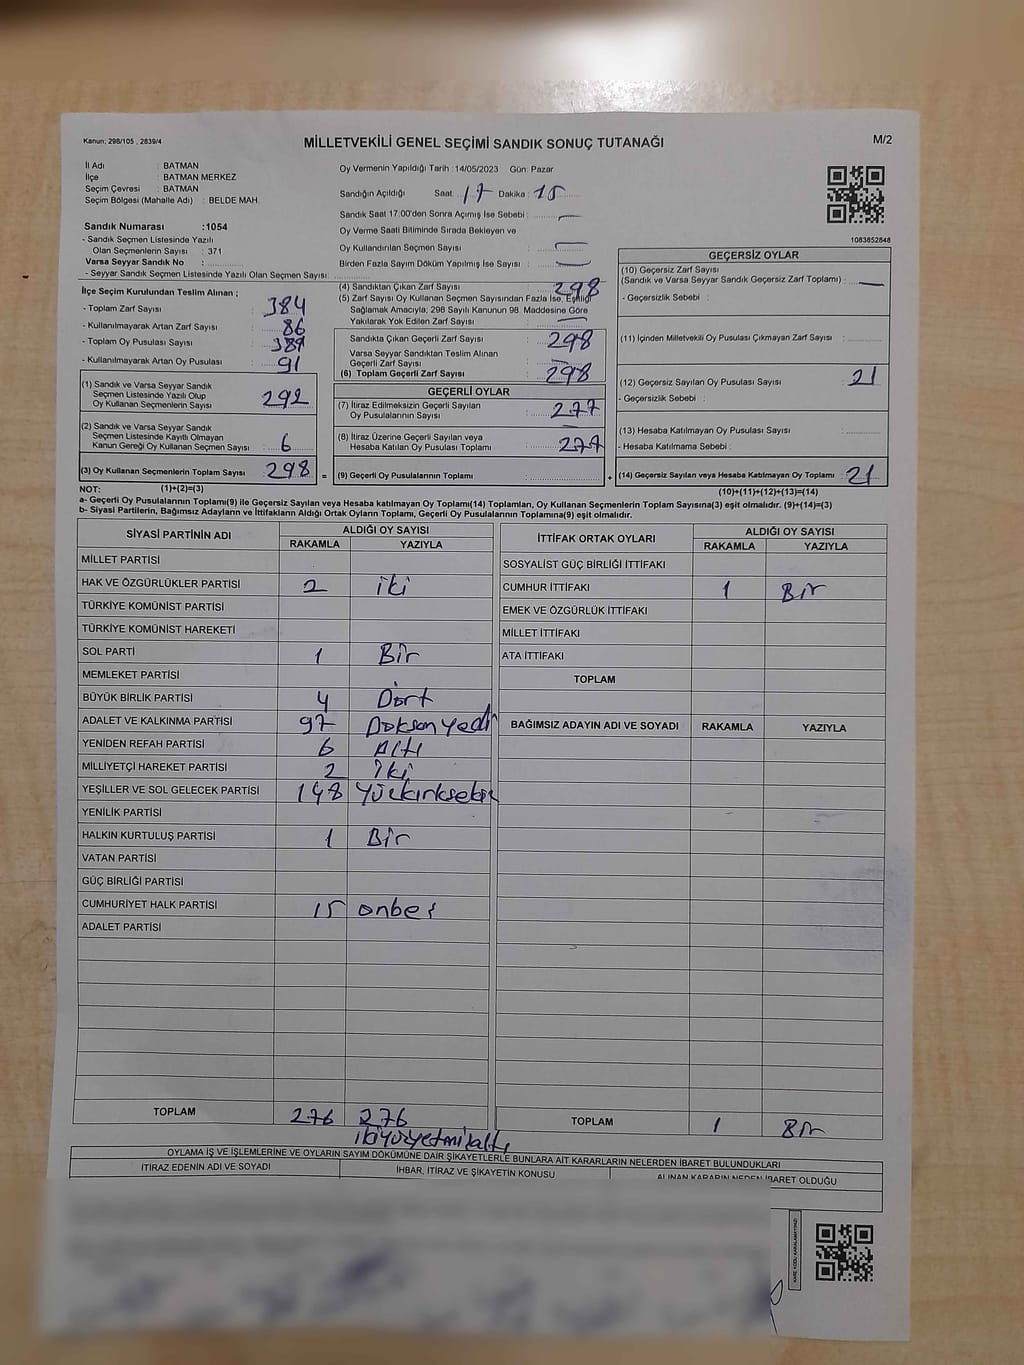 Kanun: 298/105 , 2839/4
MİLLETVEKİLİ GENEL SEÇİMİ SANDIK SONUÇ TUTANAĞI
M/2
İl Adı : BATMAN
İlçe : BATMAN MERKEZ
Seçim Çevresi : BATMAN
Seçim Bölgesi (Mahalle Adı) : BELDE MAH.
Sandık Numarası :1054
- Sandık Seçmen Listesinde Yazılı
Olan Seçmenlerin Sayısı : 371
Varsa Seyyar Sandık No :
- Seyyar Sandık Seçmen Listesinde Yazılı Olan Seçmen Sayısı:
Oy Vermenin Yapıldığı Tarih : 14/05/2023 Gün: Pazar
Sandığın Açıldığı Saat: 17 Dakika : 15
Sandık Saat 17:00'den Sonra Açımış İse Sebebi :
Oy Verme Saati Bitiminde Sırada Bekleyen ve
Oy Kullandırılan Seçmen Sayısı :
Birden Fazla Sayım Döküm Yapılmış İse Sayısı :
1083852848
İlçe Seçim Kurulundan Teslim Alınan ;
- Toplam Zarf Sayısı : 384
- Kullanılmayarak Artan Zarf Sayısı : 86
- Toplam Oy Pusulası Sayısı : 389
- Kullanılmayarak Artan Oy Pusulası : 91
(1) Sandık ve Varsa Seyyar Sandık
Seçmen Listesinde Yazılı Olup
Oy Kullanan Seçmenlerin Sayısı : 292
(2) Sandık ve Varsa Seyyar Sandık
Seçmen Listesinde Kayıtlı Olmayan
Kanun Gereği Oy Kullanan Seçmen Sayısı : 6
(3) Oy Kullanan Seçmenlerin Toplam Sayısı : 298 =
(1)+(2)=(3)
(4) Sandıktan Çıkan Zarf Sayısı : 298
(5) Zarf Sayısı Oy Kullanan Seçmen Sayısından Fazla İse, Eşitliği
Sağlamak Amacıyla; 298 Sayılı Kanunun 98. Maddesine Göre
Yakılarak Yok Edilen Zarf Sayısı :
Sandıkta Çıkan Geçerli Zarf Sayısı : 298
Varsa Seyyar Sandıktan Teslim Alınan
Geçerli Zarf Sayısı :
(6) Toplam Geçerli Zarf Sayısı : 298
GEÇERLİ OYLAR
(7) İtiraz Edilmeksizin Geçerli Sayılan
Oy Pusulalarının Sayısı : 277
(8) İtiraz Üzerine Geçerli Sayılan veya
Hesaba Katılan Oy Pusulası Toplamı : 277
(9) Geçerli Oy Pusulalarının Toplamı : +
GEÇERSİZ OYLAR
(10) Geçersiz Zarf Sayısı
(Sandık ve Varsa Seyyar Sandık Geçersiz Zarf Toplamı) :
- Geçersizlik Sebebi :
(11) İçinden Milletvekili Oy Pusulası Çıkmayan Zarf Sayısı :
(12) Geçersiz Sayılan Oy Pusulası Sayısı : 21
- Geçersizlik Sebebi :
(13) Hesaba Katılmayan Oy Pusulası Sayısı :
- Hesaba Katılmama Sebebi :
(14) Geçersiz Sayılan veya Hesaba Katılmayan Oy Toplamı : 21
(10)+(11)+(12)+(13)=(14)
NOT:
a- Geçerli Oy Pusulalarının Toplamı(9) ile Geçersiz Sayılan veya Hesaba katılmayan Oy Toplamı(14) Toplamları, Oy Kullanan Seçmenlerin Toplam Sayısına(3) eşit olmalıdır. (9)+(14)=(3)
b- Siyasi Partilerin, Bağımsız Adayların ve İttifakların Aldığı Ortak Oyların Toplamı, Geçerli Oy Pusulalarının Toplamına(9) eşit olmalıdır.
SİYASİ PARTİNİN ADI ALDIĞI OY SAYISI
RAKAMLA YAZIYLA
MİLLET PARTİSİ
HAK VE ÖZGÜRLÜKLER PARTİSİ 2 iki
TÜRKİYE KOMÜNİST PARTİSİ
TÜRKİYE KOMÜNİST HAREKETİ
SOL PARTİ 1 Bir
MEMLEKET PARTİSİ
BÜYÜK BİRLİK PARTİSİ 4 Dört
ADALET VE KALKINMA PARTİSİ 97 Doksan yedi
YENİDEN REFAH PARTİSİ 6 Altı
MİLLİYETÇİ HAREKET PARTİSİ 2 iki
YEŞİLLER VE SOL GELECEK PARTİSİ 148 Yüzkırksekiz
YENİLİK PARTİSİ
HALKIN KURTULUŞ PARTİSİ 1 Bir
VATAN PARTİSİ
GÜÇ BİRLİĞİ PARTİSİ
CUMHURİYET HALK PARTİSİ 15 onbeş
ADALET PARTİSİ
TOPLAM 276 276
ikiyüzyetmişaltı
İTTİFAK ORTAK OYLARI ALDIĞI OY SAYISI
RAKAMLA YAZIYLA
SOSYALİST GÜÇ BİRLİĞİ İTTİFAKI
CUMHUR İTTİFAKI 1 Bir
EMEK VE ÖZGÜRLÜK İTTİFAKI
MİLLET İTTİFAKI
ATA İTTİFAKI
TOPLAM
BAĞIMSIZ ADAYIN ADI VE SOYADI RAKAMLA YAZIYLA
TOPLAM 1 Bir
OYLAMA İŞ VE İŞLEMLERİNE VE OYLARIN SAYIM DÖKÜMÜNE DAİR ŞİKAYETLERLE BUNLARA AİT KARARLARIN NELERDEN İBARET BULUNDUKLARI
İTİRAZ EDENİN ADI VE SOYADI İHBAR, İTİRAZ VE ŞİKAYETİN KONUSU ALINAN KARARIN NEDEN İBARET OLDUĞU
KARE KODU KARALAMAYINIZ!